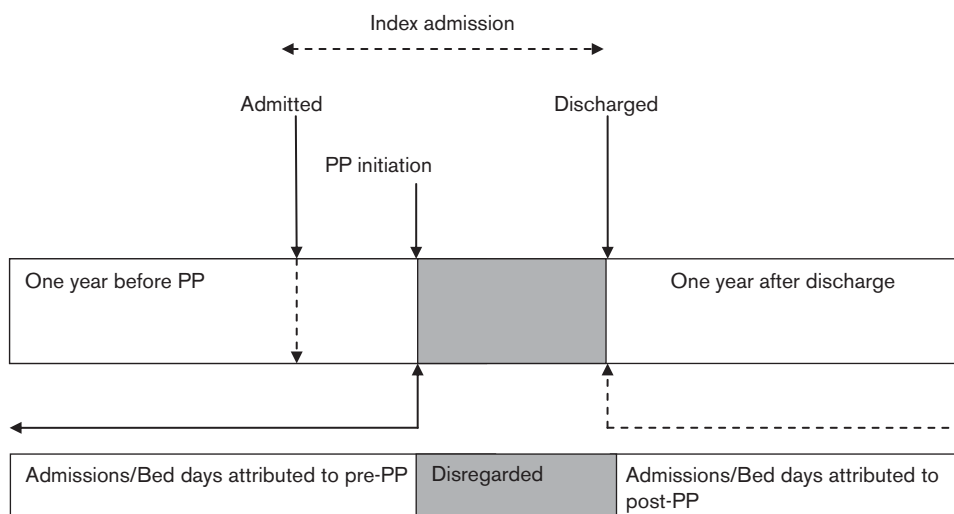 Index admission
Admitted
Discharged
PP initiation
One year before PP
One year after discharge
Admissions/Bed days attributed to pre-PP
Disregarded
Admissions/Bed days attributed to
post-PP